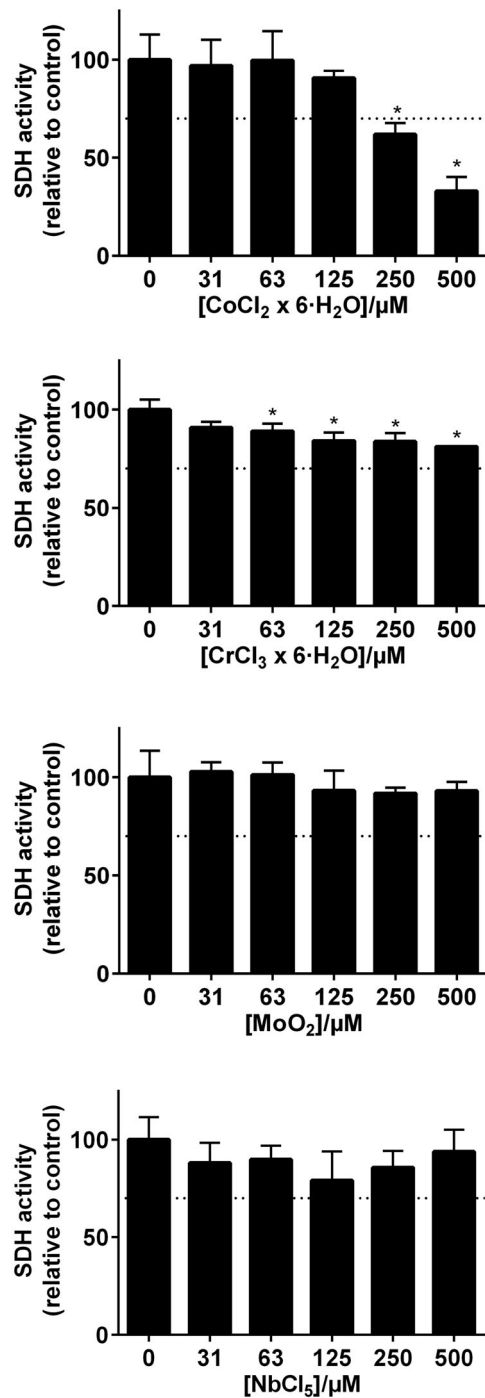 SDH activity
(relative to control)
100
50
0
*
*
0 31 63 125 250 500
[CoCl₂ x 6·H₂O]/µM
SDH activity
(relative to control)
100
50
0
* * * *
0 31 63 125 250 500
[CrCl₃ x 6·H₂O]/µM
SDH activity
(relative to control)
100
50
0
0 31 63 125 250 500
[MoO₂]/µM
SDH activity
(relative to control)
100
50
0
0 31 63 125 250 500
[NbCl₅]/µM